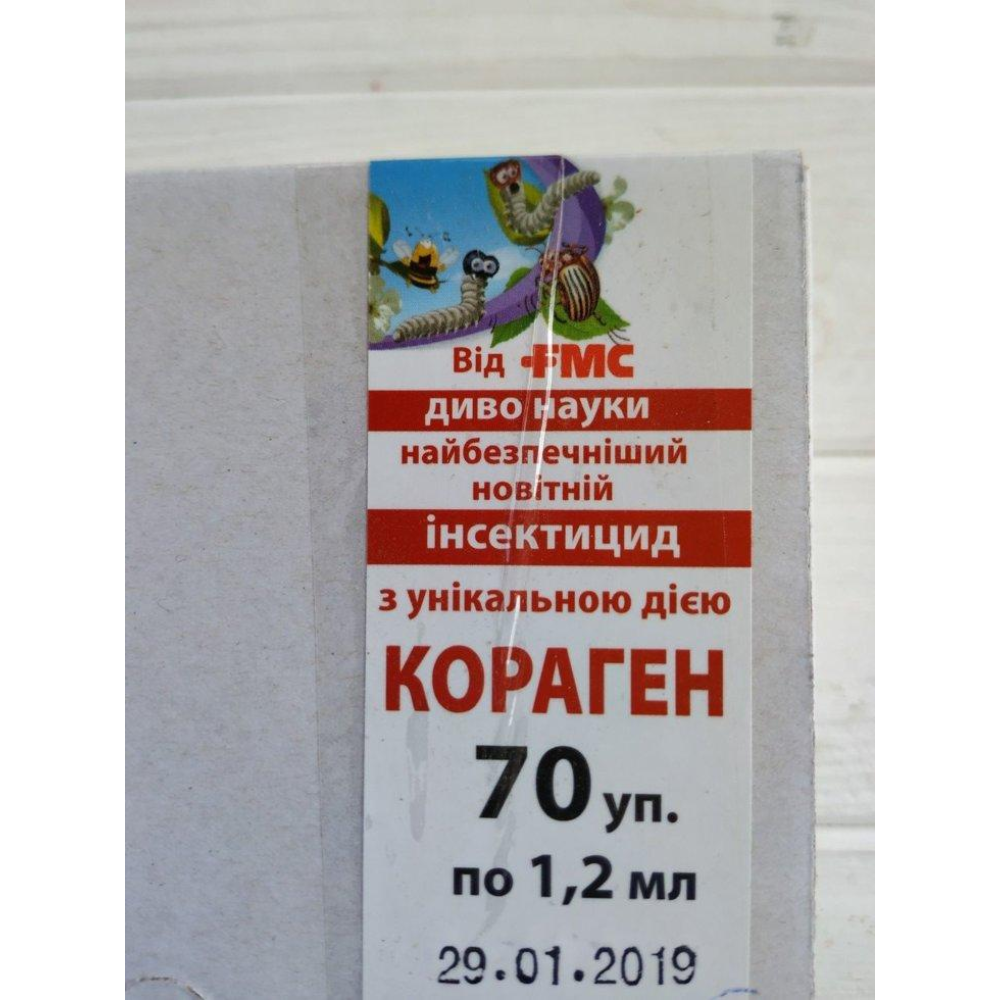 Від FMC
диво науки
найбезпечніший
новітній
інсектицид
з унікальною дією
КОРАГЕН
70 уп.
по 1,2 мл
29.01.2019